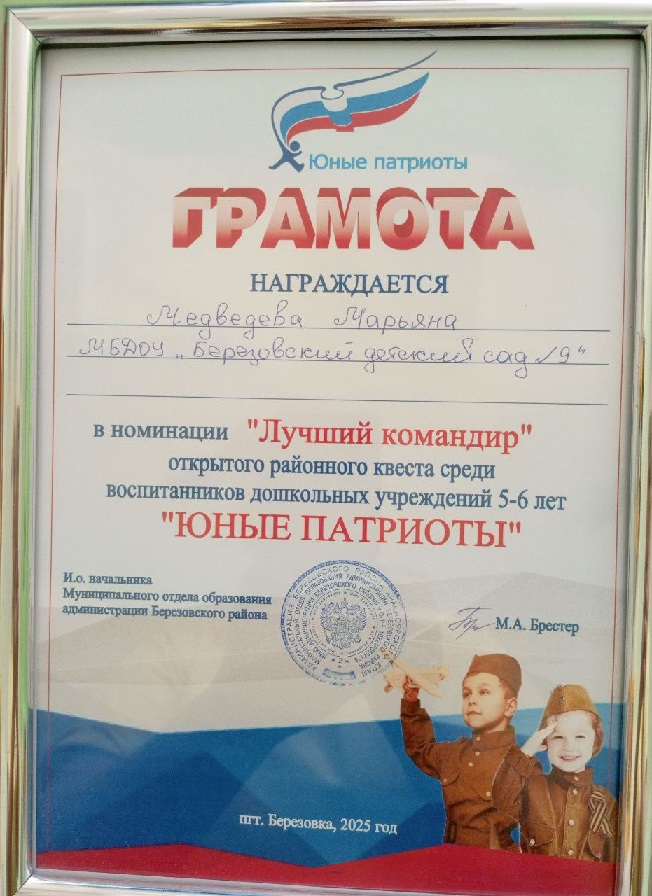 Юные патриоты
ГРАМОТА
НАГРАЖДАЕТСЯ
Медведева Марьяна
МБДОУ „Березовский детский сад №9"
в номинации "Лучший командир"
открытого районного квеста среди
воспитанников дошкольных учреждений 5-6 лет
"ЮНЫЕ ПАТРИОТЫ"
И.о. начальника
Муниципального отдела образования
администрации Березовского района
М.А. Брестер
пгт. Березовка, 2025 год